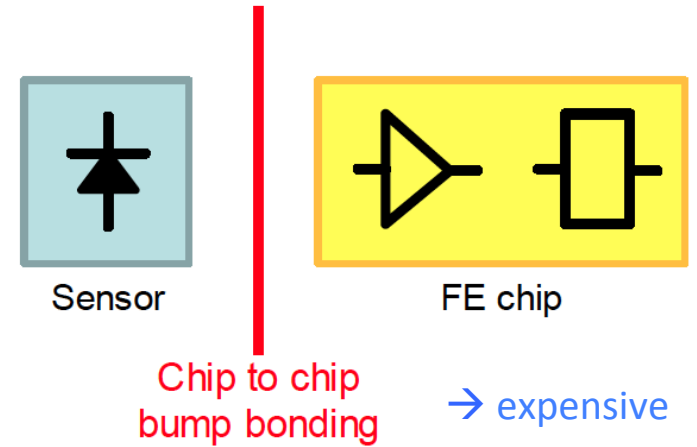 Sensor
FE chip
Chip to chip
bump bonding
→ expensive